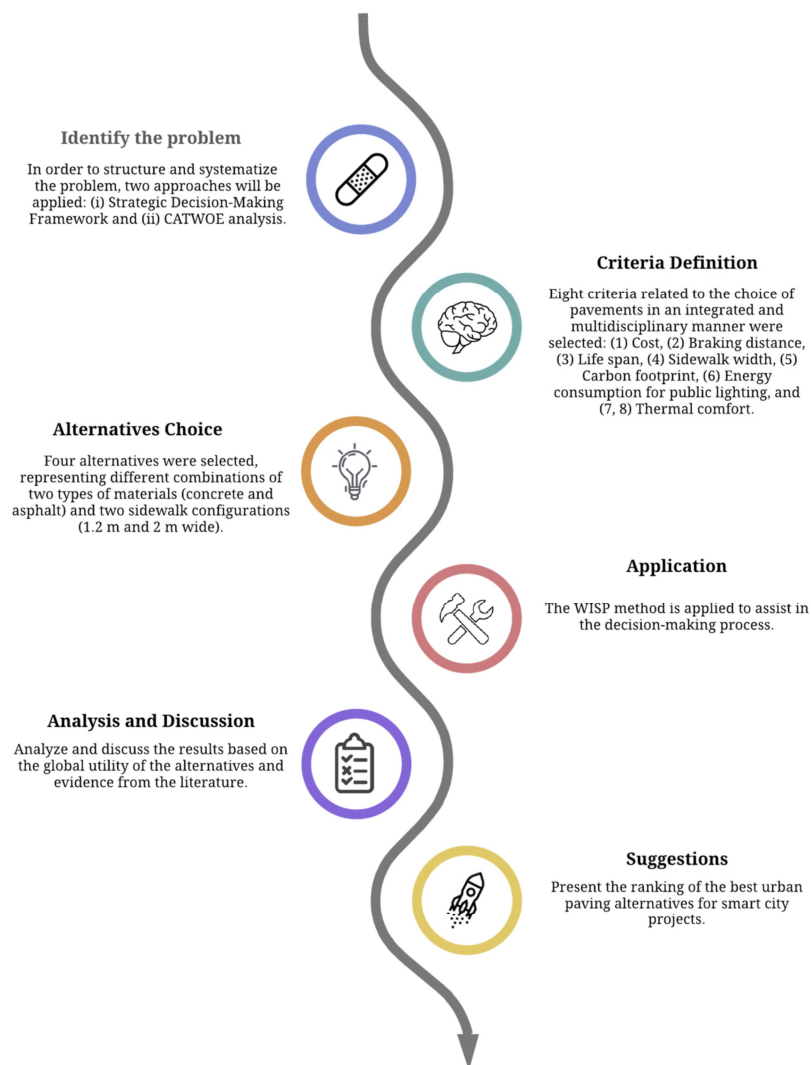 Identify the problem
In order to structure and systematize
the problem, two approaches will be
applied: (i) Strategic Decision-Making
Framework and (ii) CATWOE analysis.
Criteria Definition
Eight criteria related to the choice of
pavements in an integrated and
multidisciplinary manner were
selected: (1) Cost, (2) Braking distance,
(3) Life span, (4) Sidewalk width, (5)
Carbon footprint, (6) Energy
consumption for public lighting, and
(7, 8) Thermal comfort.
Alternatives Choice
Four alternatives were selected,
representing different combinations of
two types of materials (concrete and
asphalt) and two sidewalk configurations
(1.2 m and 2 m wide).
Application
The WISP method is applied to assist in
the decision-making process.
Analysis and Discussion
Analyze and discuss the results based on
the global utility of the alternatives and
evidence from the literature.
Suggestions
Present the ranking of the best urban
paving alternatives for smart city
projects.